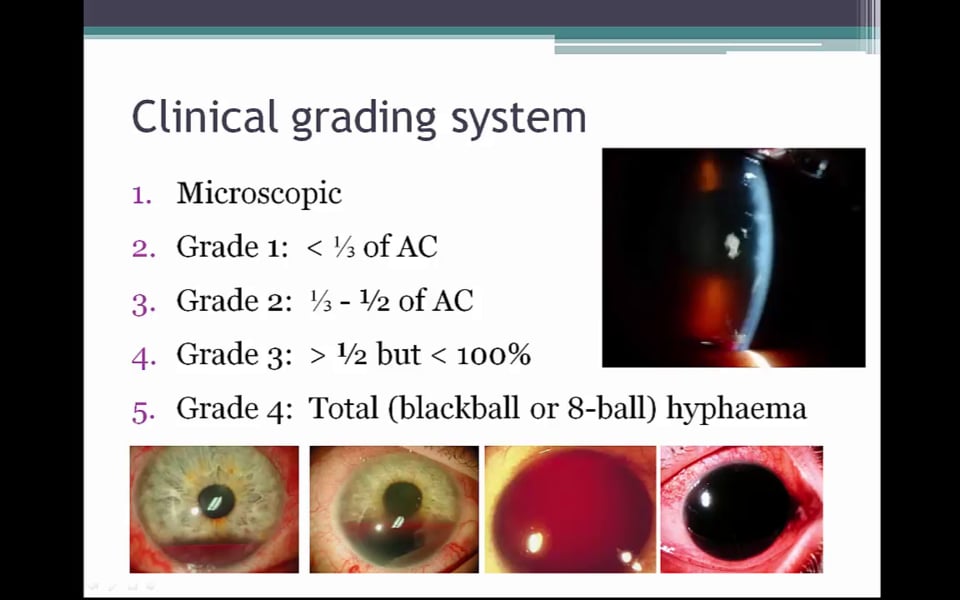 Clinical grading system
1. Microscopic
2. Grade 1: < ⅓ of AC
3. Grade 2: ⅓ - ½ of AC
4. Grade 3: > ½ but < 100%
5. Grade 4: Total (blackball or 8-ball) hyphaema